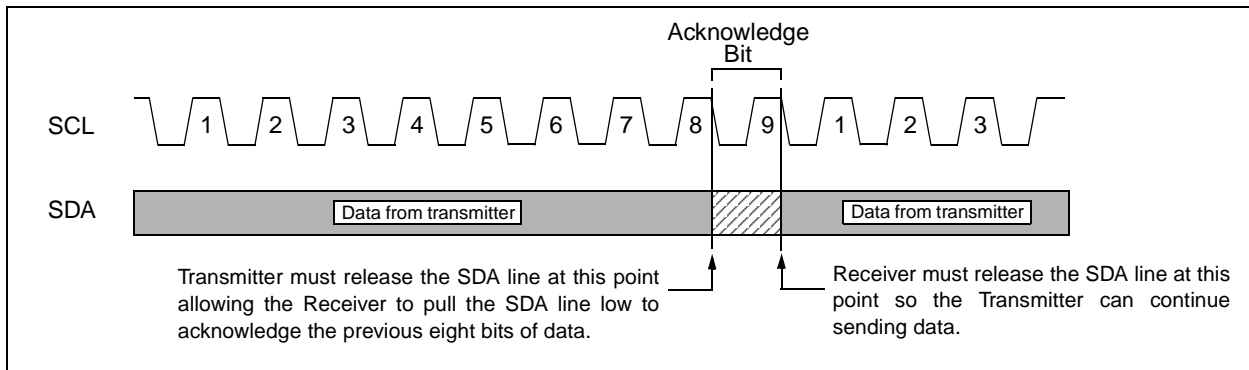 Acknowledge
Bit
SCL
1 2 3 4 5 6 7 8 9 1 2 3
SDA
Data from transmitter
Data from transmitter
Transmitter must release the SDA line at this point
allowing the Receiver to pull the SDA line low to
acknowledge the previous eight bits of data.
Receiver must release the SDA line at this
point so the Transmitter can continue
sending data.